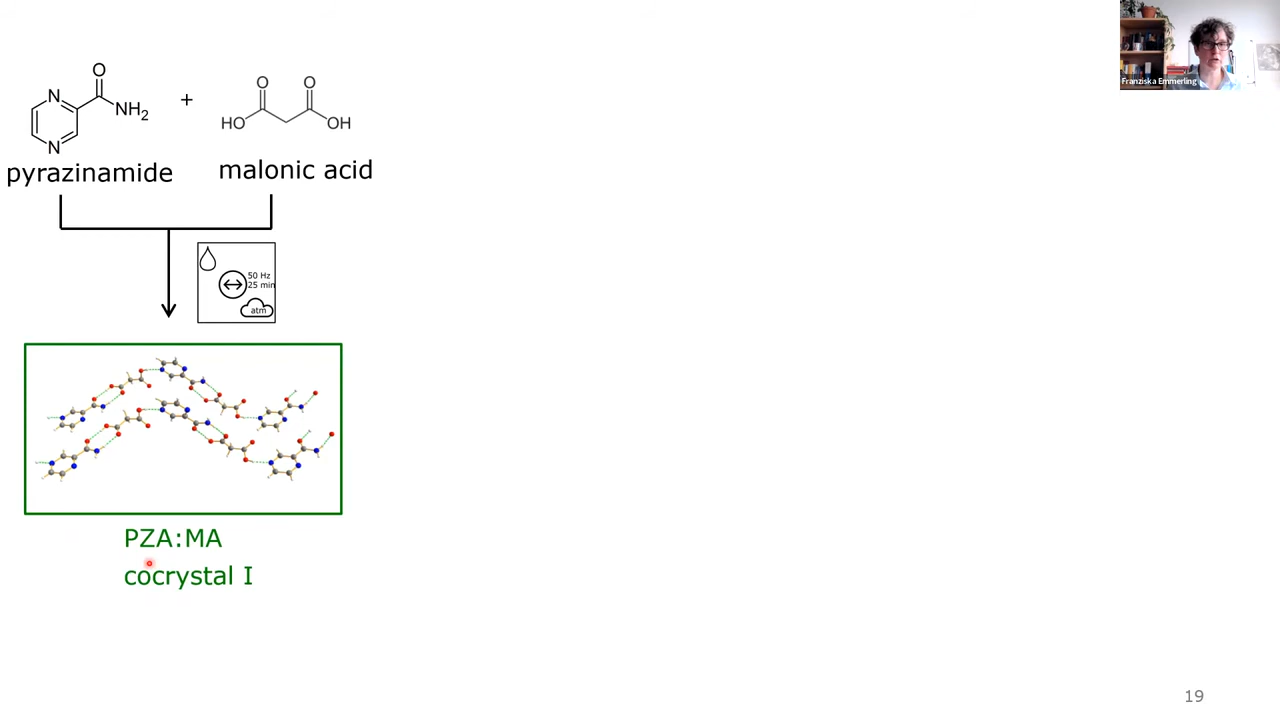 Franziska Emmerling
O
N
NH2
N
+
O O
HO OH
pyrazinamide
malonic acid
50 Hz
25 min
atm
PZA:MA
cocrystal I
19